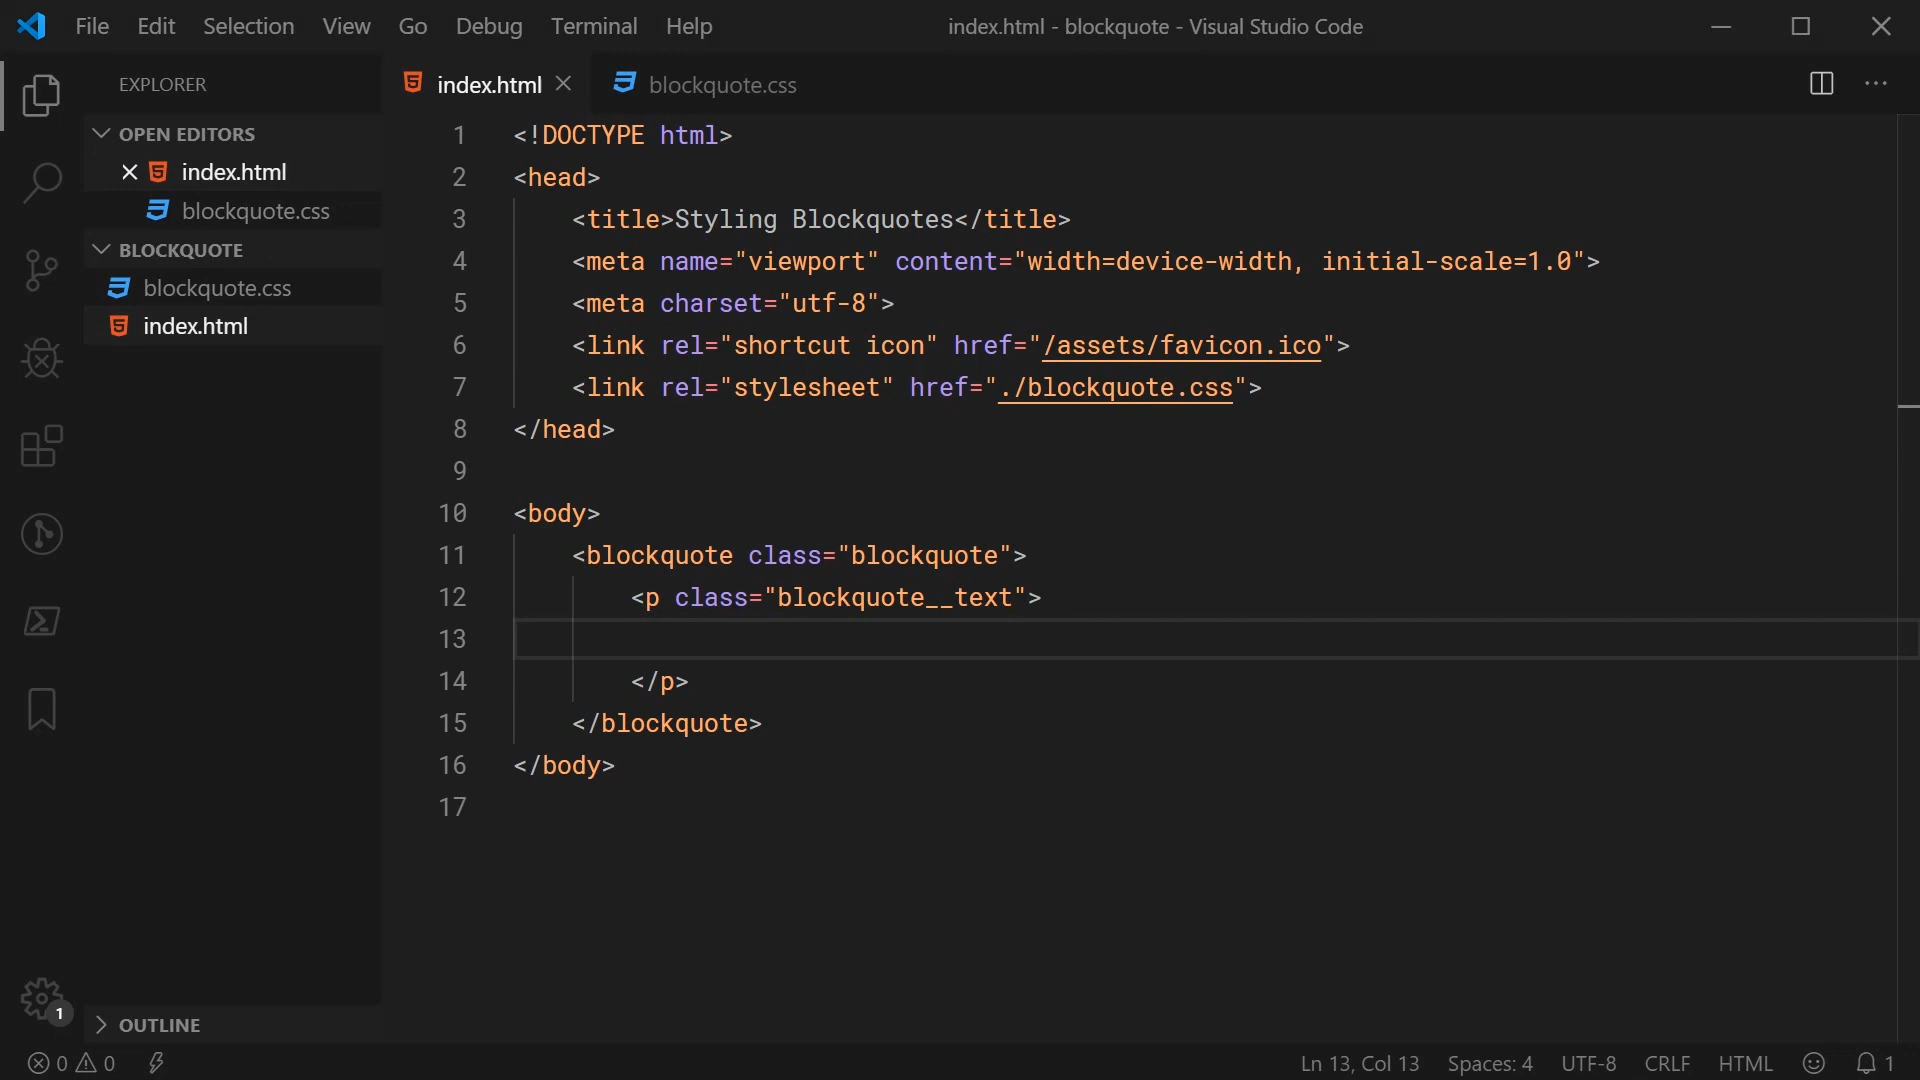 File Edit Selection View Go Debug Terminal Help index.html - blockquote - Visual Studio Code
EXPLORER
OPEN EDITORS
index.html
blockquote.css
BLOCKQUOTE
blockquote.css
index.html
OUTLINE
index.html blockquote.css
1 <!DOCTYPE html>
2 <head>
3 <title>Styling Blockquotes</title>
4 <meta name="viewport" content="width=device-width, initial-scale=1.0">
5 <meta charset="utf-8">
6 <link rel="shortcut icon" href="/assets/favicon.ico">
7 <link rel="stylesheet" href="./blockquote.css">
8 </head>
9
10 <body>
11 <blockquote class="blockquote">
12 <p class="blockquote__text">
13
14 </p>
15 </blockquote>
16 </body>
17
1
0 0 Ln 13, Col 13 Spaces: 4 UTF-8 CRLF HTML 1